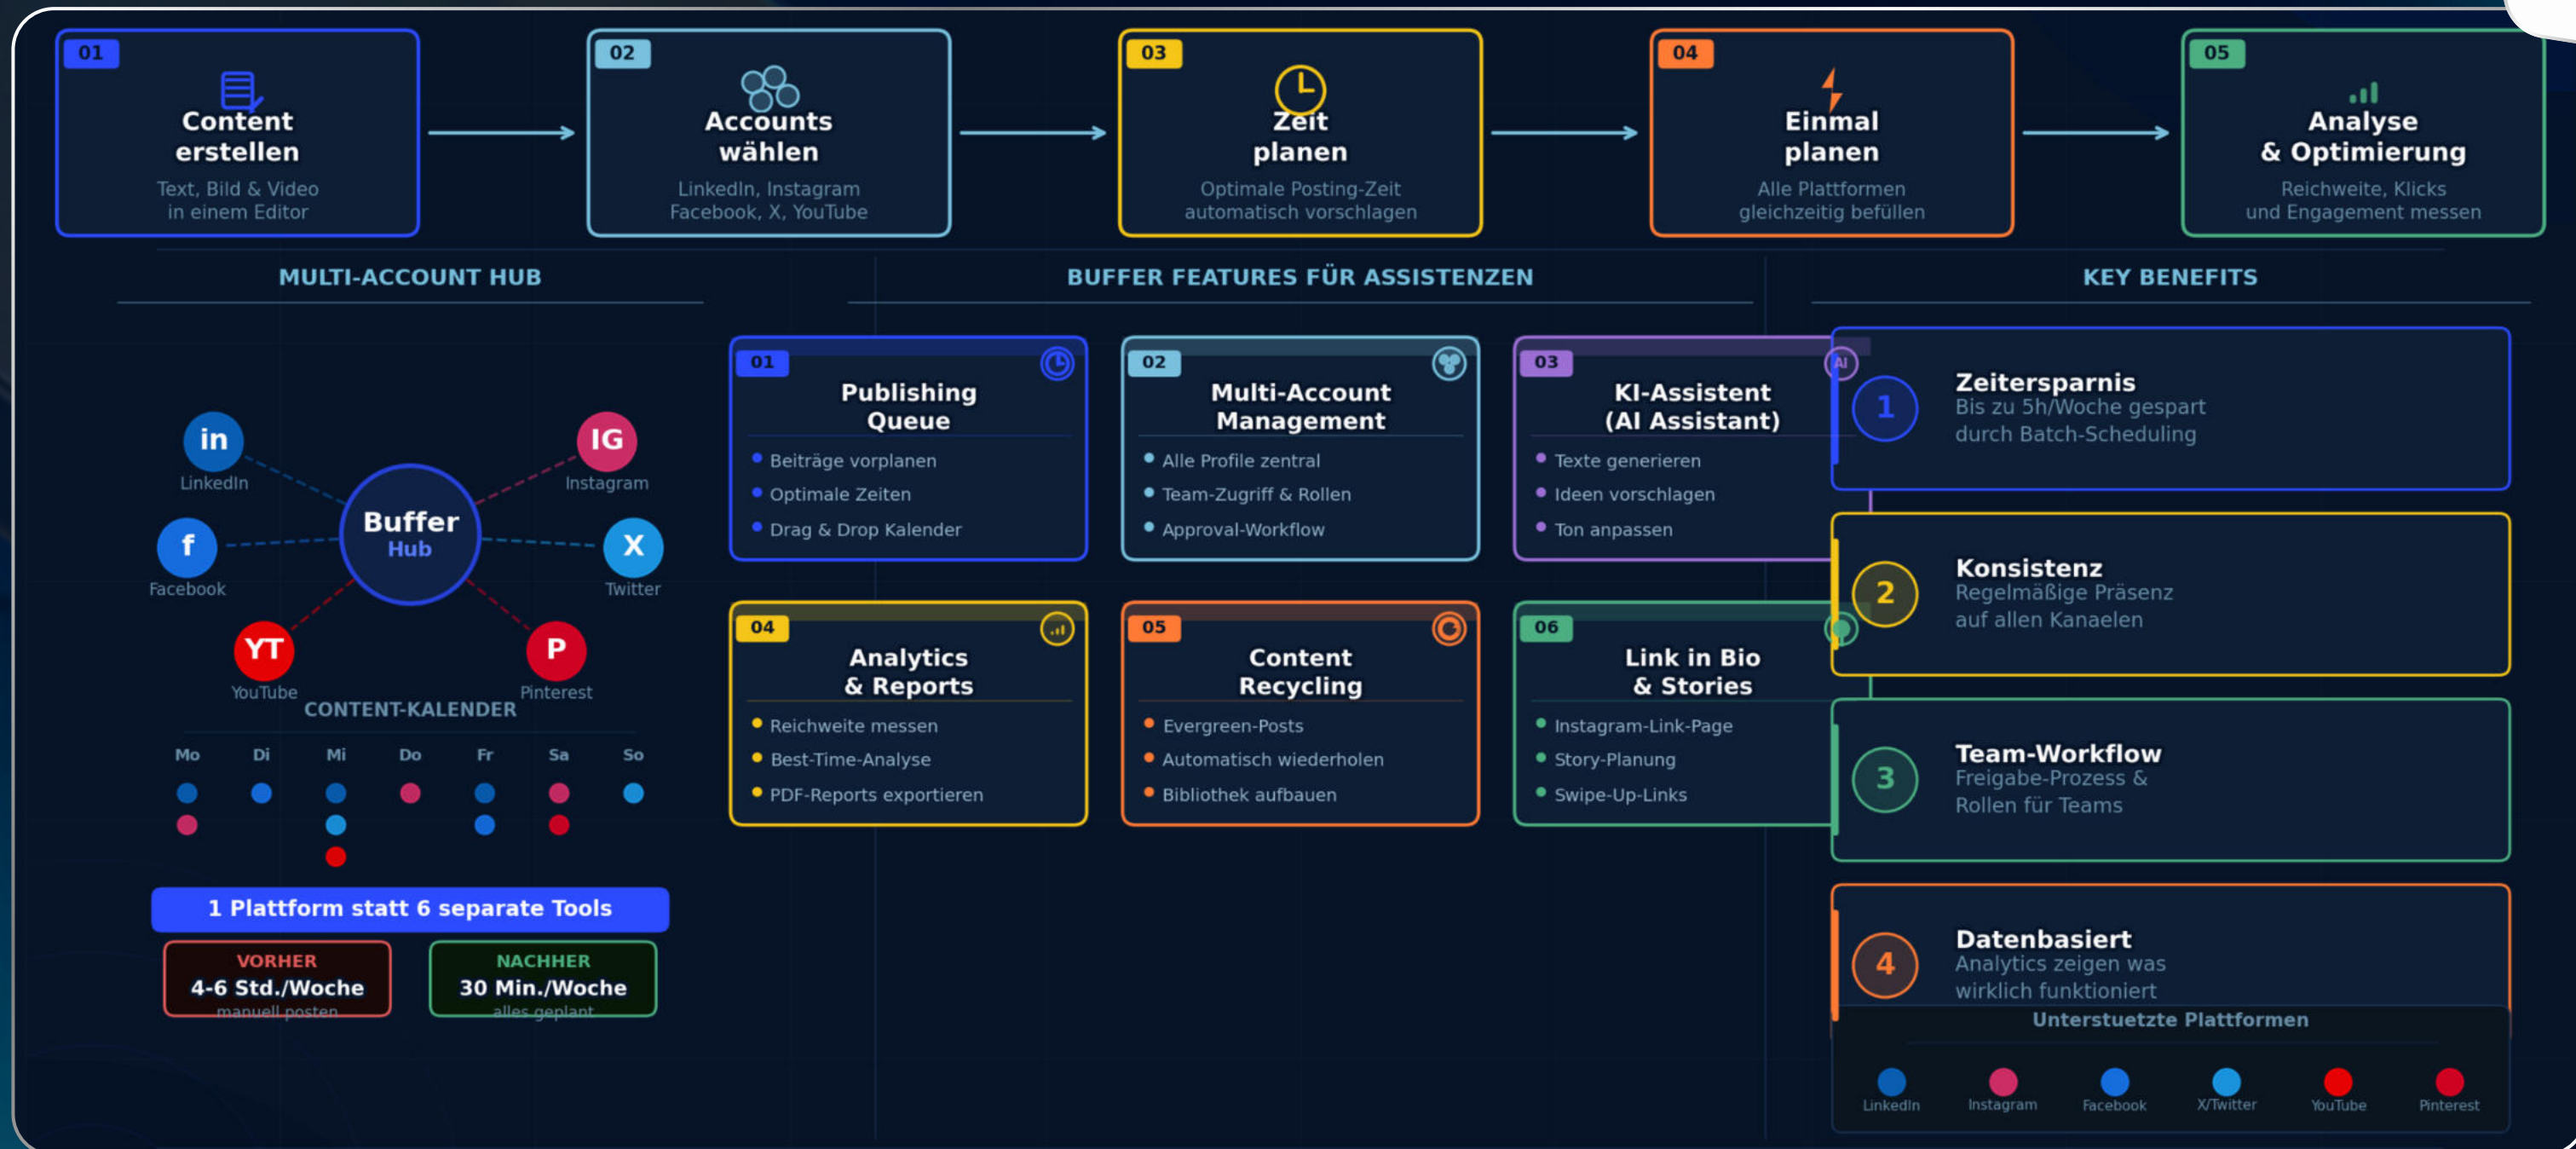 01
Content
erstellen
Text, Bild & Video
in einem Editor
02
Accounts
wählen
LinkedIn, Instagram
Facebook, X, YouTube
03
Zeit
planen
Optimale Posting-Zeit
automatisch vorschlagen
04
Einmal
planen
Alle Plattformen
gleichzeitig befüllen
05
Analyse
& Optimierung
Reichweite, Klicks
und Engagement messen
MULTI-ACCOUNT HUB
in
LinkedIn
IG
Instagram
Buffer
Hub
f
Facebook
X
Twitter
YT
YouTube
P
Pinterest
CONTENT-KALENDER
Mo Di Mi Do Fr Sa So
1 Plattform statt 6 separate Tools
VORHER
4-6 Std./Woche
manuell posten
NACHHER
30 Min./Woche
alles geplant
BUFFER FEATURES FÜR ASSISTENZEN
01
Publishing
Queue
Beiträge vorplanen
Optimale Zeiten
Drag & Drop Kalender
02
Multi-Account
Management
Alle Profile zentral
Team-Zugriff & Rollen
Approval-Workflow
03
AI
KI-Assistent
(AI Assistant)
Texte generieren
Ideen vorschlagen
Ton anpassen
04
Analytics
& Reports
Reichweite messen
Best-Time-Analyse
PDF-Reports exportieren
05
Content
Recycling
Evergreen-Posts
Automatisch wiederholen
Bibliothek aufbauen
06
Link in Bio
& Stories
Instagram-Link-Page
Story-Planung
Swipe-Up-Links
KEY BENEFITS
1
Zeitersparnis
Bis zu 5h/Woche gespart
durch Batch-Scheduling
2
Konsistenz
Regelmäßige Präsenz
auf allen Kanaelen
3
Team-Workflow
Freigabe-Prozess &
Rollen für Teams
4
Datenbasiert
Analytics zeigen was
wirklich funktioniert
Unterstuetzte Plattformen
LinkedIn Instagram Facebook X/Twitter YouTube Pinterest